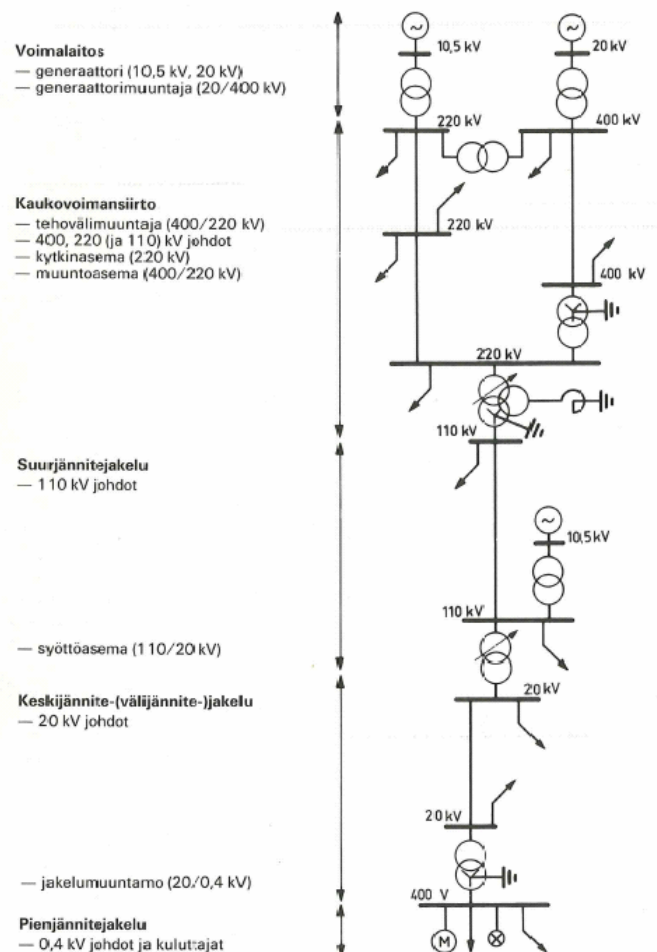 Voimalaitos
— generaattori (10,5 kV, 20 kV)
— generaattorimuuntaja (20/400 kV)
Kaukovoimansiirto
— tehovälimuuntaja (400/220 kV)
— 400, 220 (ja 110) kV johdot
— kytkinasema (220 kV)
— muuntoasema (400/220 kV)
Suurjännitejakelu
— 110 kV johdot
— syöttöasema (110/20 kV)
Keskijännite-(välijännite-)jakelu
— 20 kV johdot
— jakelumuuntamo (20/0,4 kV)
Pienjännitejakelu
— 0,4 kV johdot ja kuluttajat
~
~
10,5 kV
20 kV
220 kV
400 kV
220 kV
400 kV
220 kV
110 kV
~
10,5 kV
110 kV
20 kV
20 kV
400 V
M